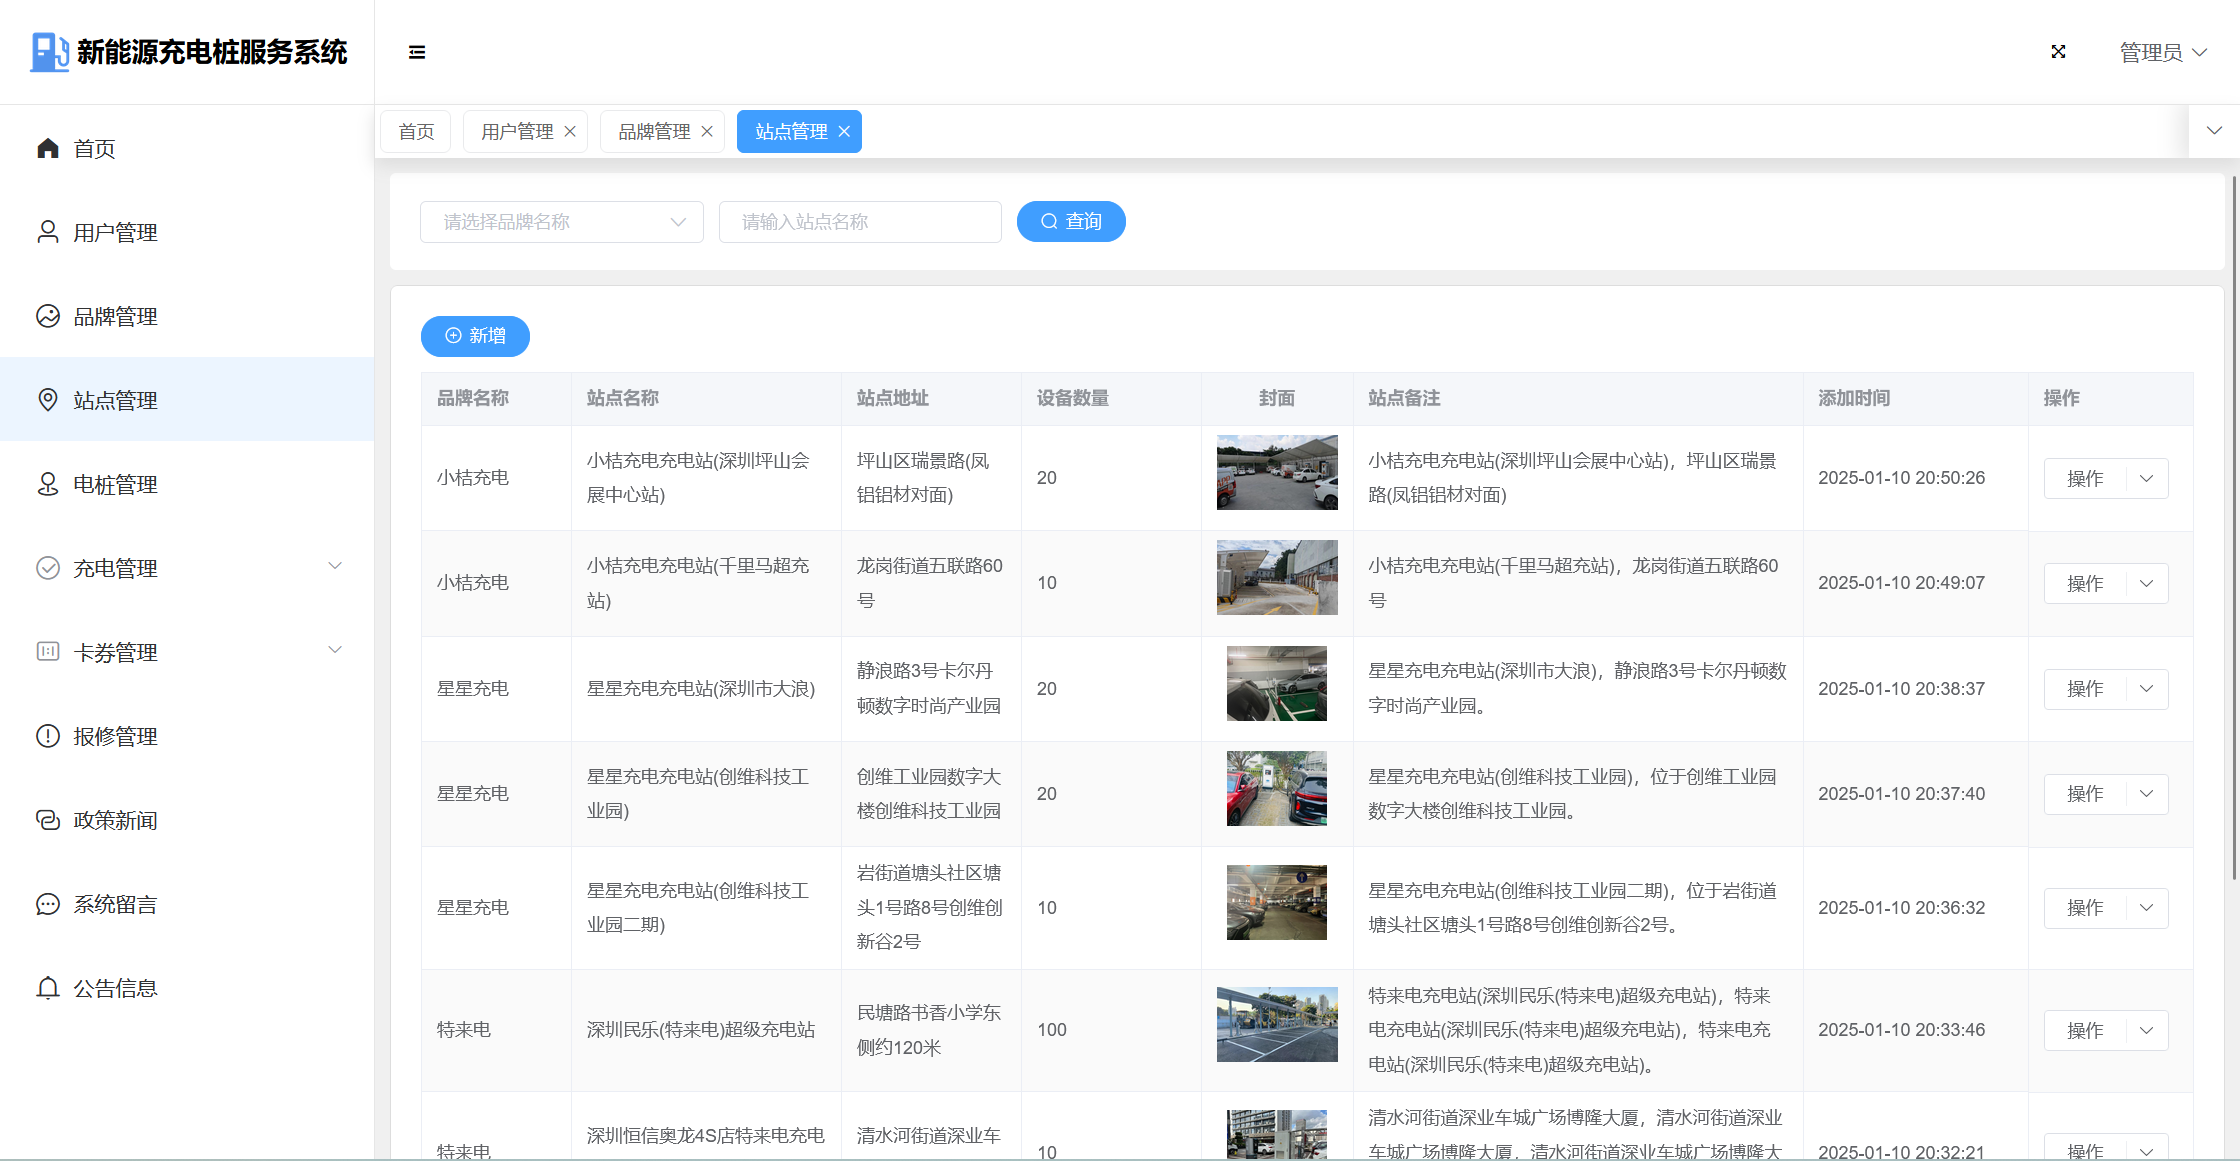 新能源充电桩服务系统
管理员
首页
用户管理
品牌管理
站点管理
电桩管理
充电管理
卡券管理
报修管理
政策新闻
系统留言
公告信息
首页 用户管理 品牌管理 站点管理
请选择品牌名称 请输入站点名称 查询
新增
品牌名称 站点名称 站点地址 设备数量 封面 站点备注 添加时间 操作
小桔充电
小桔充电充电站(深圳坪山会
展中心站)
坪山区瑞景路(凤
铝铝材对面)
20
小桔充电充电站(深圳坪山会展中心站)，坪山区瑞景
路(凤铝铝材对面)
2025-01-10 20:50:26
操作
小桔充电
小桔充电充电站(千里马超充
站)
龙岗街道五联路60
号
10
小桔充电充电站(千里马超充站)，龙岗街道五联路60
号
2025-01-10 20:49:07
操作
星星充电
星星充电充电站(深圳市大浪)
静浪路3号卡尔丹
顿数字时尚产业园
20
星星充电充电站(深圳市大浪)，静浪路3号卡尔丹顿数
字时尚产业园。
2025-01-10 20:38:37
操作
星星充电
星星充电充电站(创维科技工
业园)
创维工业园数字大
楼创维科技工业园
20
星星充电充电站(创维科技工业园)，位于创维工业园
数字大楼创维科技工业园。
2025-01-10 20:37:40
操作
星星充电
星星充电充电站(创维科技工
业园二期)
岩街道塘头社区塘
头1号路8号创维创
新谷2号
10
星星充电充电站(创维科技工业园二期)，位于岩街道
塘头社区塘头1号路8号创维创新谷2号。
2025-01-10 20:36:32
操作
特来电
深圳民乐(特来电)超级充电站
民塘路书香小学东
侧约120米
100
特来电充电站(深圳民乐(特来电)超级充电站)，特来
电充电站(深圳民乐(特来电)超级充电站)，特来电充
电站(深圳民乐(特来电)超级充电站)。
2025-01-10 20:33:46
操作
特来电
深圳恒信奥龙4S店特来电充电
清水河街道深业车
10
清水河街道深业车城广场博隆大厦，清水河街道深业
车城广场博隆大厦，清水河街道深业车城广场博隆大
2025-01-10 20:32:21
操作